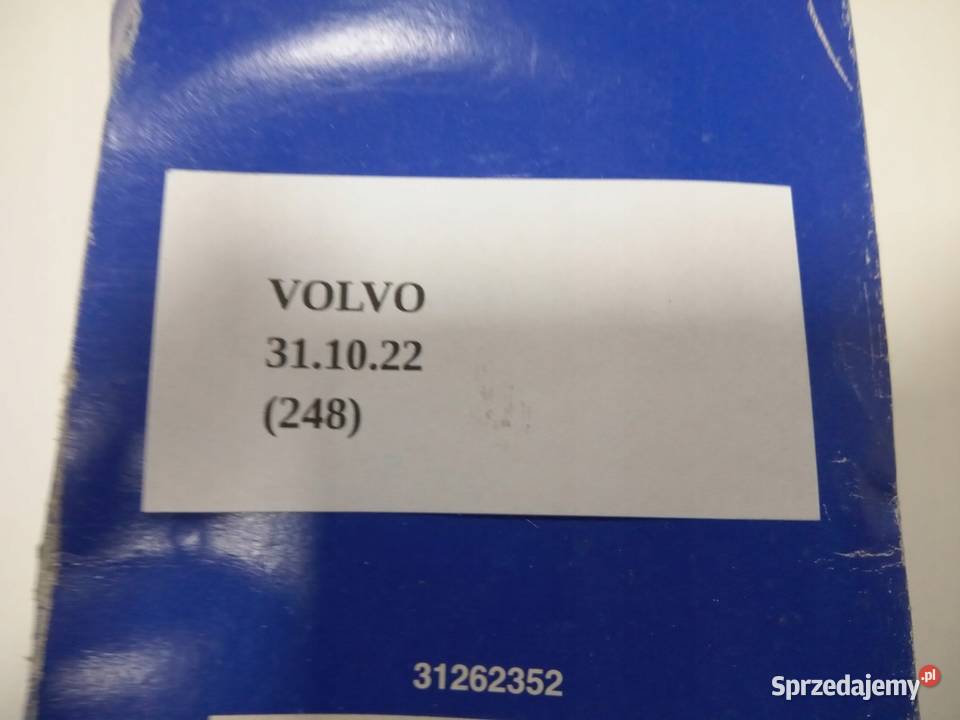 VOLVO
31.10.22
(248)
31262352
Sprzedajemy.pl